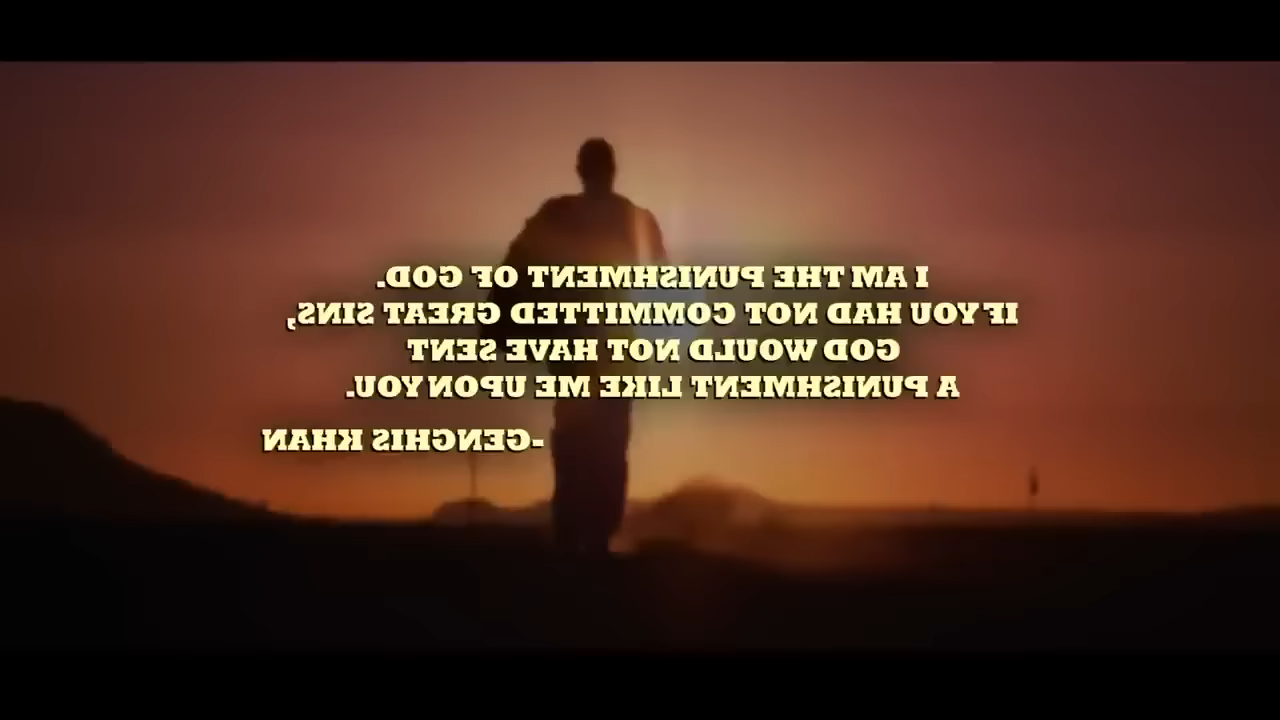 I AM THE PUNISHMENT OF GOD.
IF YOU HAD NOT COMMITTED GREAT SINS,
GOD WOULD NOT HAVE SENT
A PUNISHMENT LIKE ME UPON YOU.
-GENGHIS KHAN